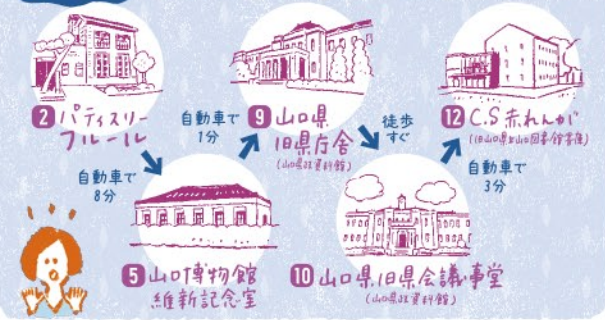 2 パティスリー
フルール
自動車で
8分
5 山口博物館
維新記念室
自動車で
1分
9 山口県
旧県庁舎
(山口県政資料館)
徒歩
すぐ
10 山口県旧県会議事堂
(山口県政資料館)
自動車で
3分
12 C.S赤れんが
(旧山口県立山口図書館書庫)